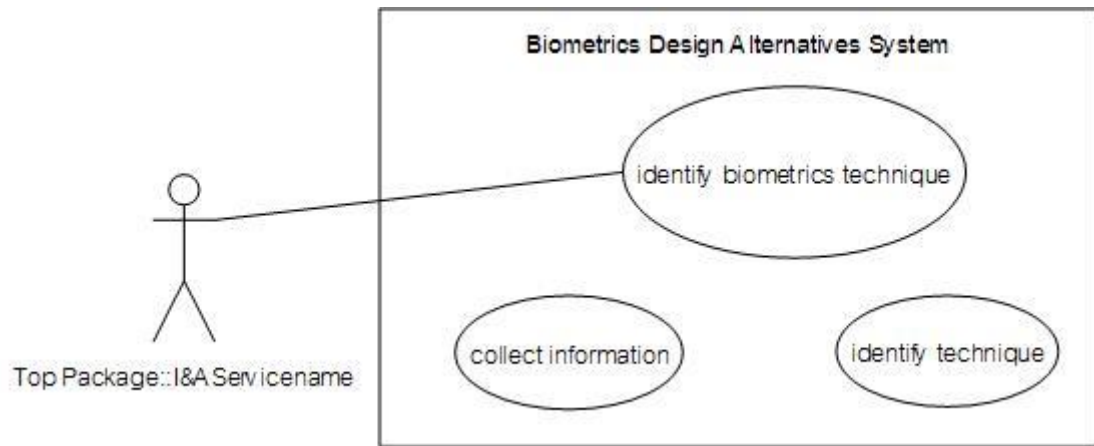 Biometrics Design Alternatives System
identify biometrics technique
collect information
identify technique
Top Package::I&A Servicename